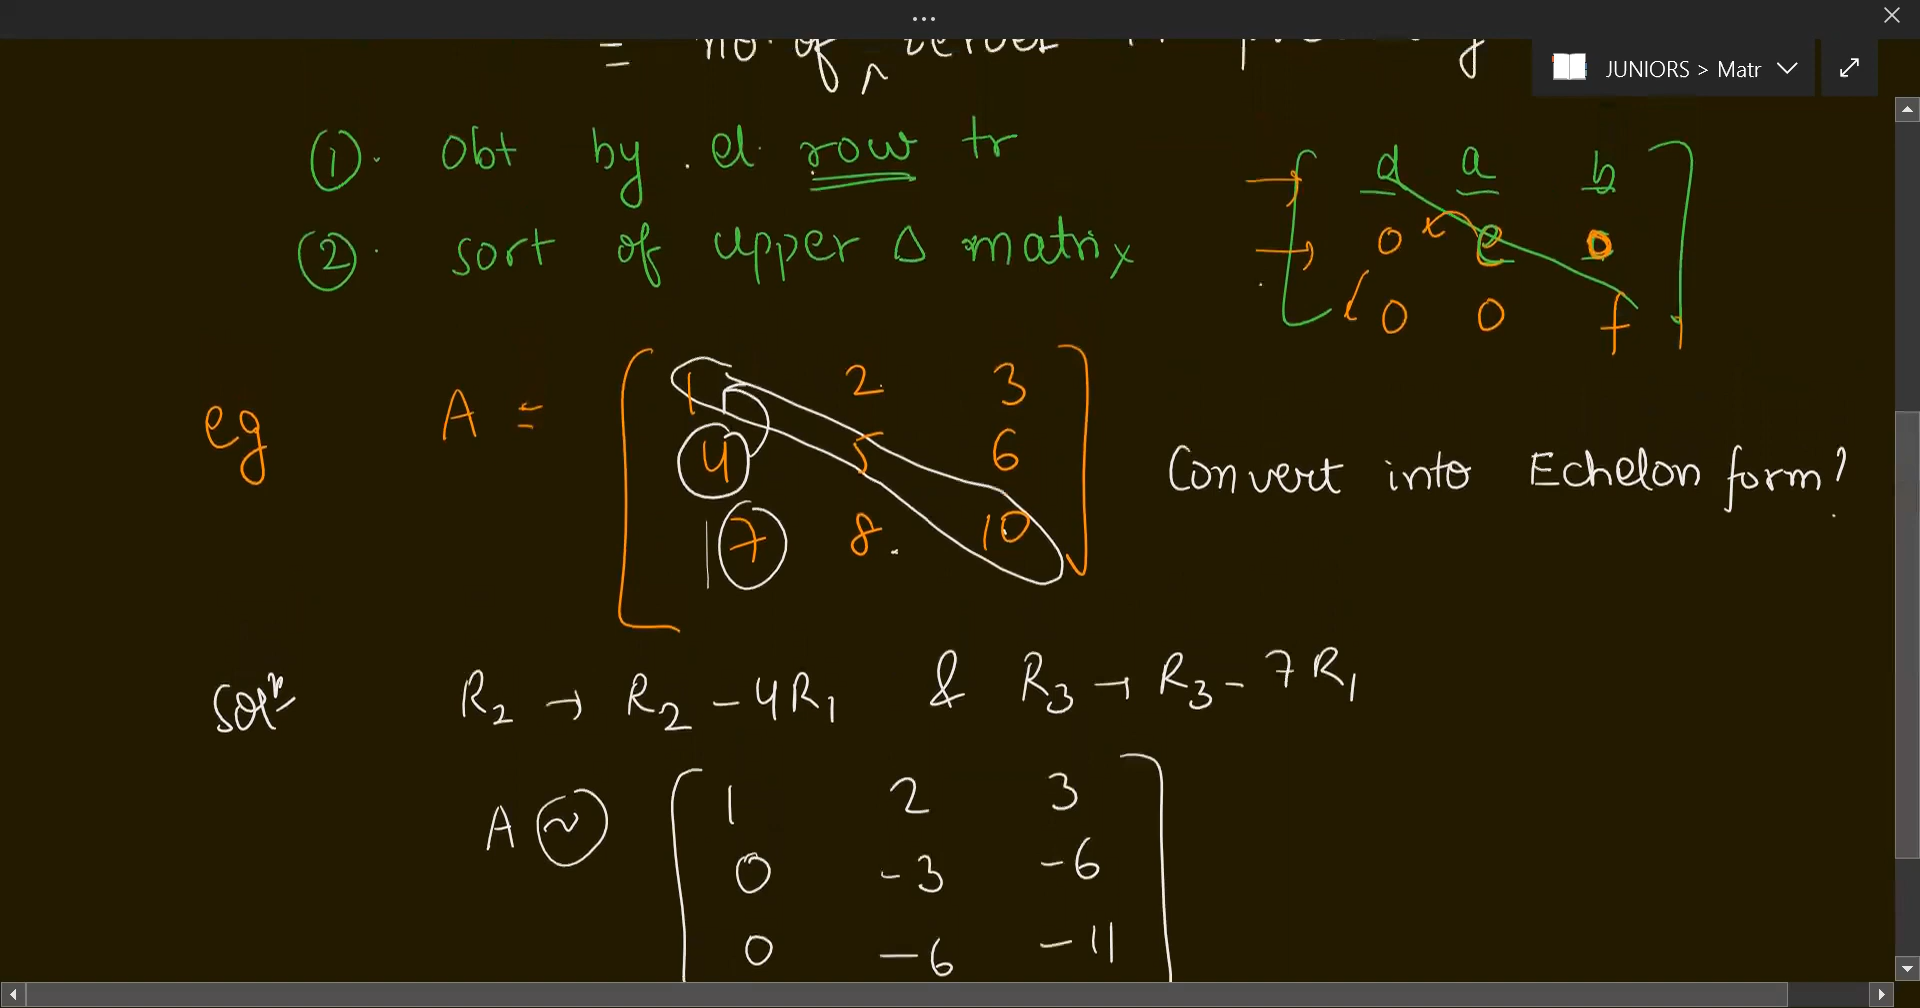 = no. of
JUNIORS > Matr
① obt by el. row tr
② sort of upper Δ matrix
d a b
0 e
0 0 f
eg A = 1 2 3
4 5 6
7 8 10
Convert into Echelon form?
Solⁿ R₂ → R₂ - 4R₁ & R₃ → R₃ - 7R₁
A ~ 1 2 3
0 -3 -6
0 -6 -11